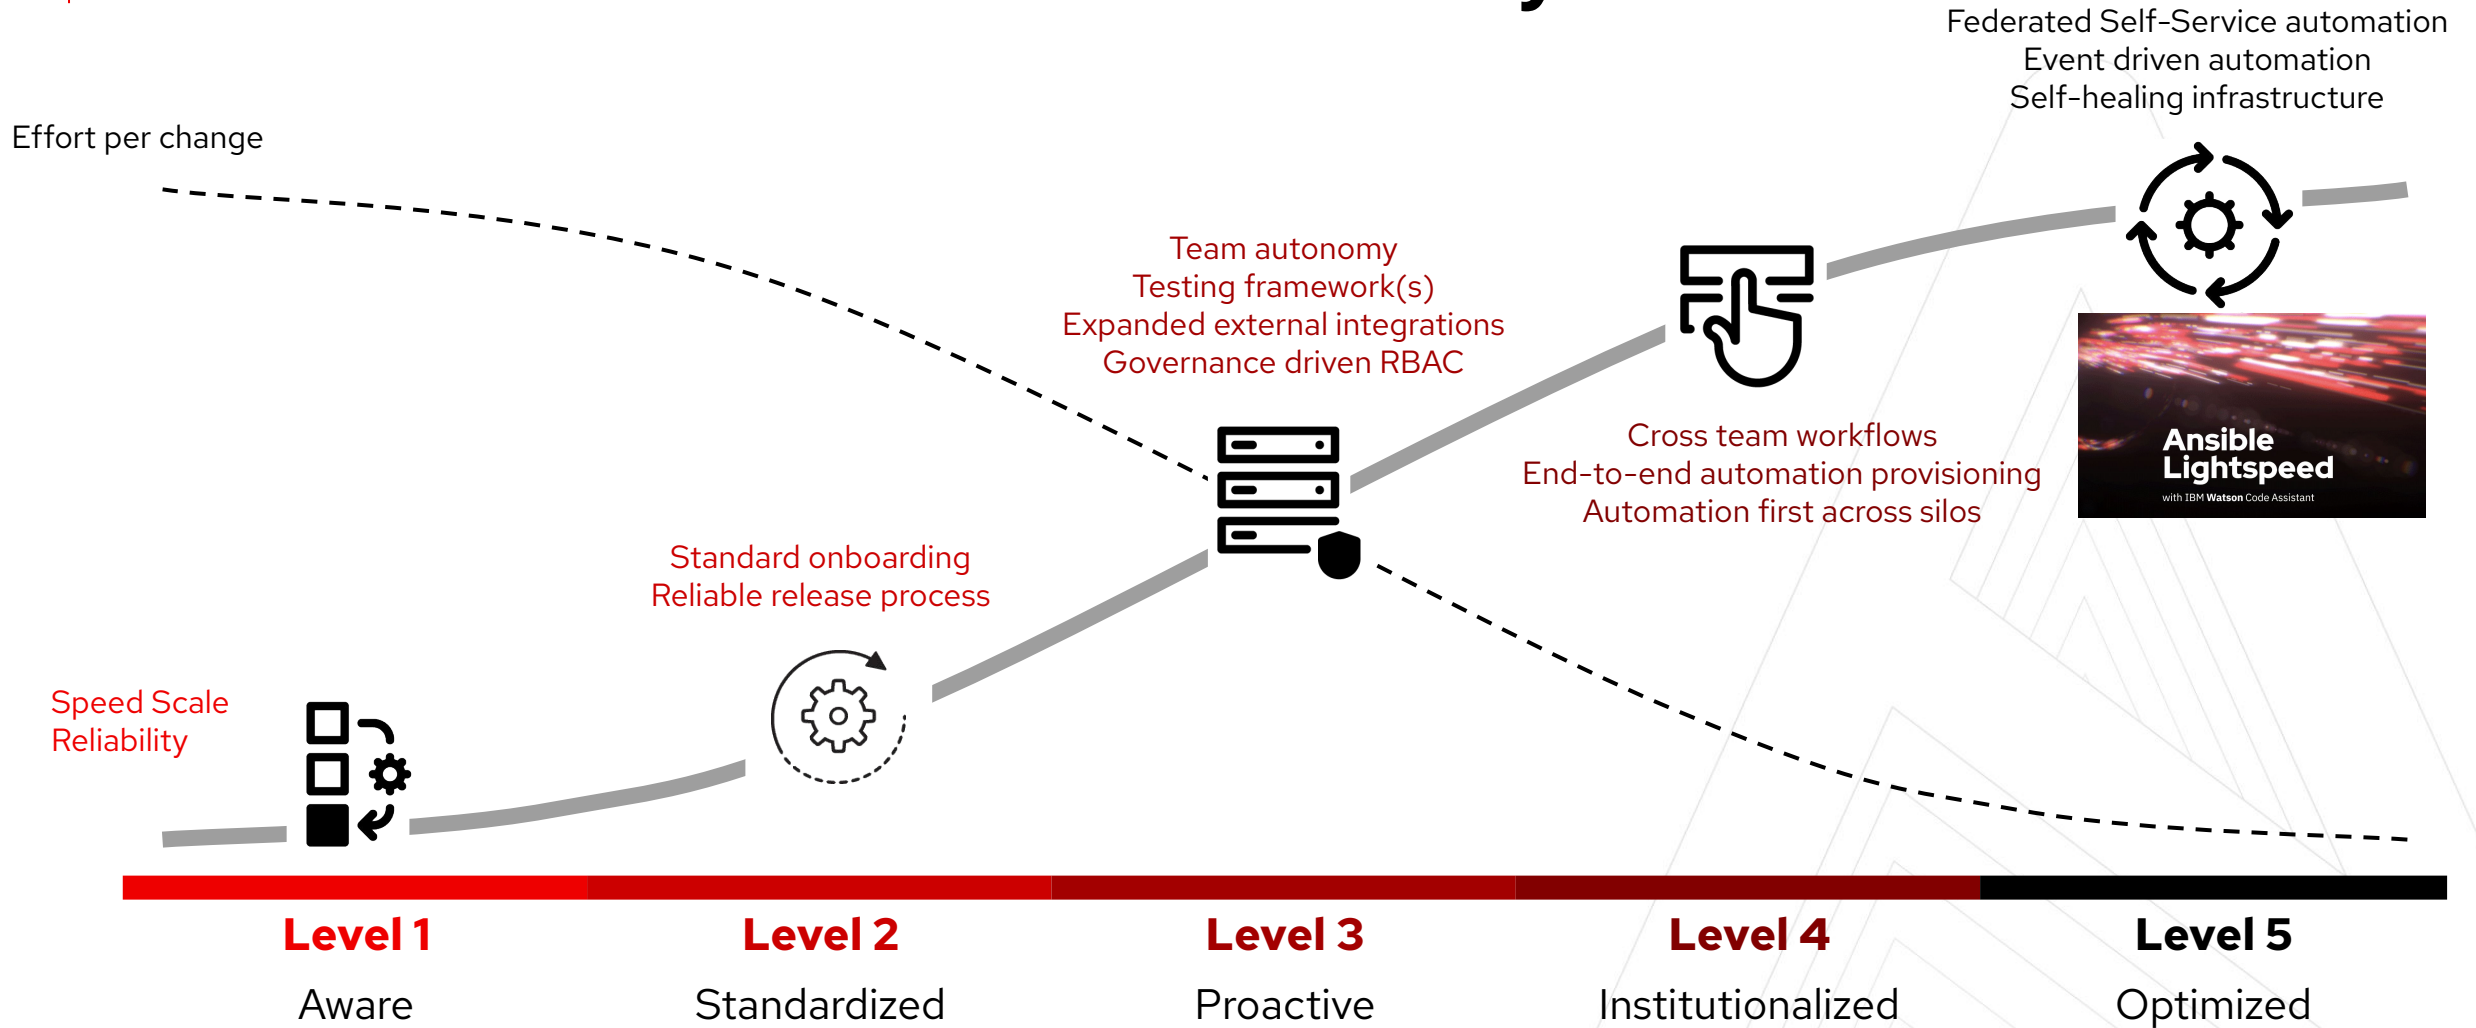 Federated Self-Service automation
Event driven automation
Self-healing infrastructure
Effort per change
Team autonomy
Testing framework(s)
Expanded external integrations
Governance driven RBAC
Cross team workflows
End-to-end automation provisioning
Automation first across silos
Ansible
Lightspeed
with IBM Watson Code Assistant
Standard onboarding
Reliable release process
Speed Scale
Reliability
Level 1
Level 2
Level 3
Level 4
Level 5
Aware
Standardized
Proactive
Institutionalized
Optimized